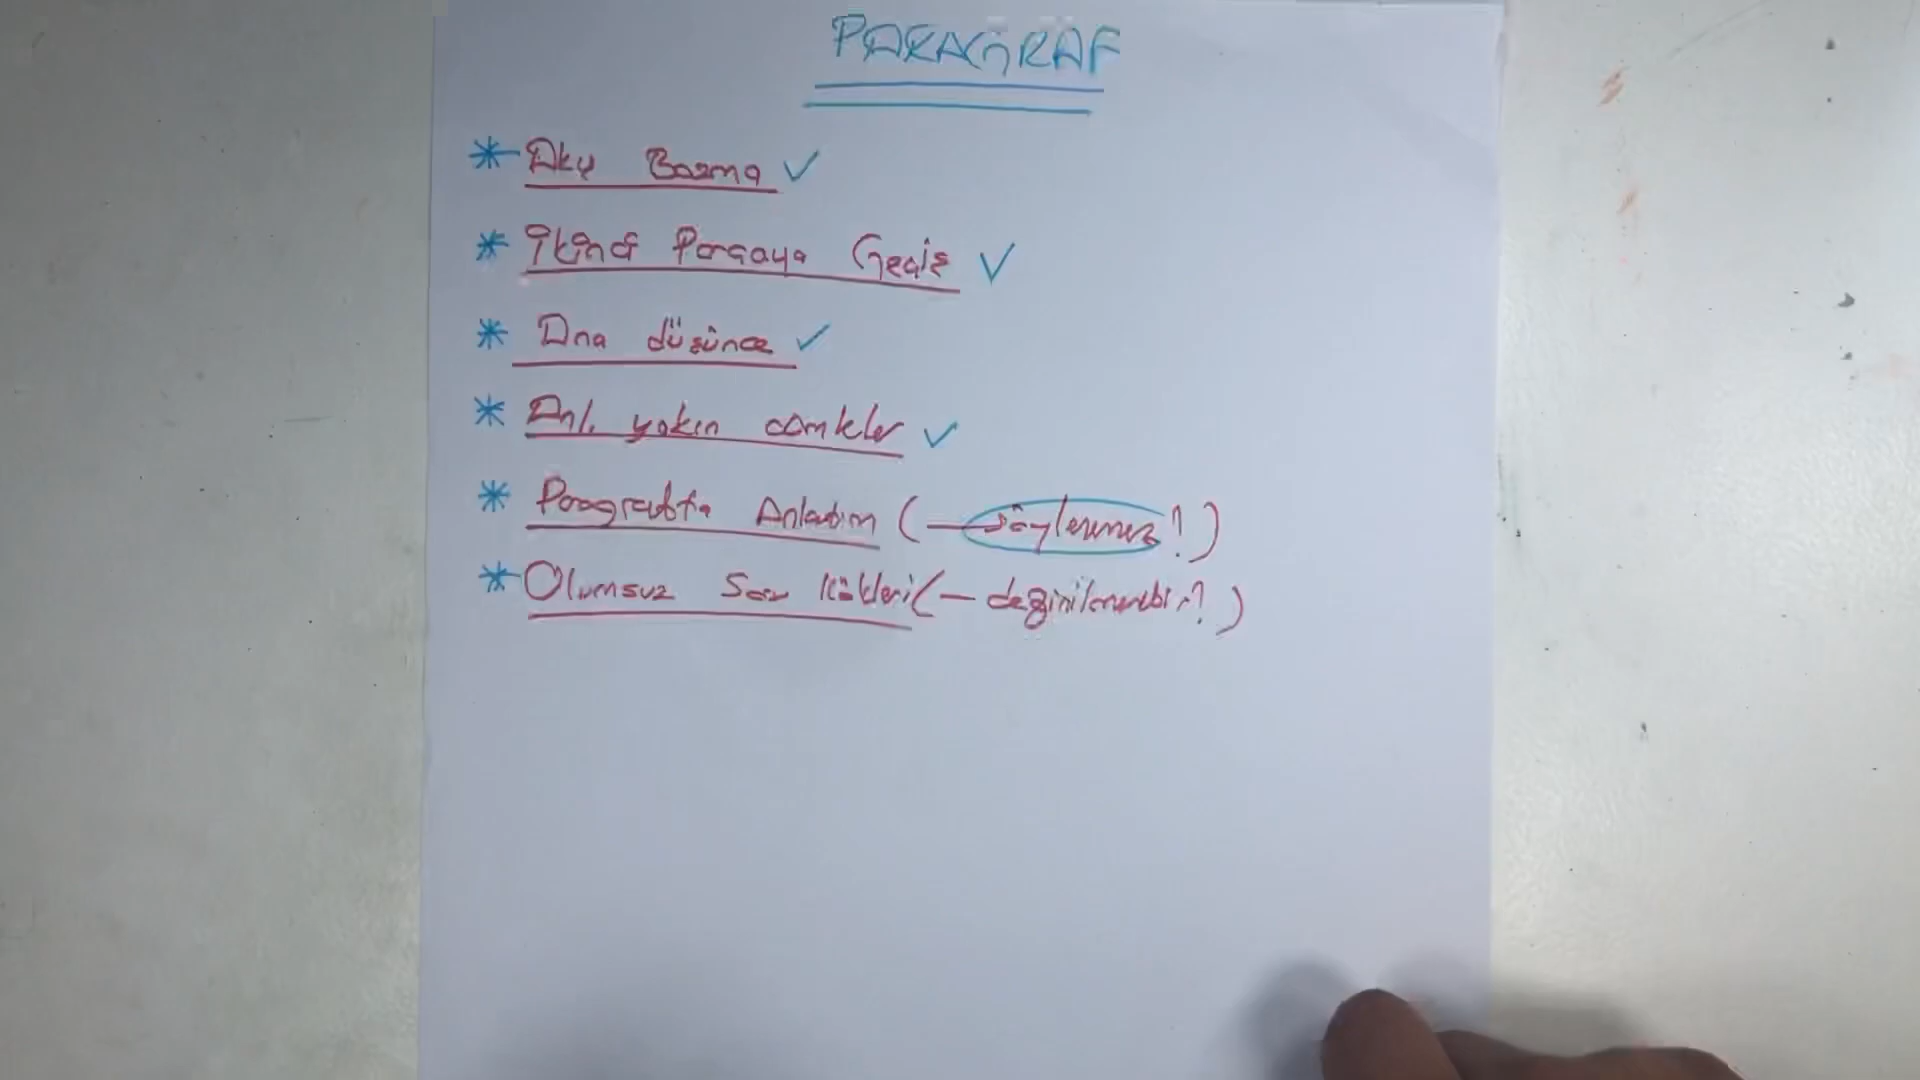 PARAGRAF
* Akış Bozma ✓
* İkinci Parçaya Geçiş ✓
* Ana düşünce ✓
* Anl. yakın cümleler ✓
* Paragrafta Anlatım (— söylenemez?)
* Olumsuz Soru Kökleri (— değinilmemiştir?)